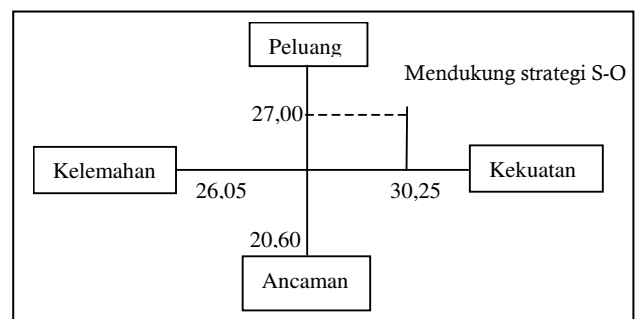 Peluang
Mendukung strategi S-O
27,00
Kelemahan
Kekuatan
26,05
30,25
20,60
Ancaman